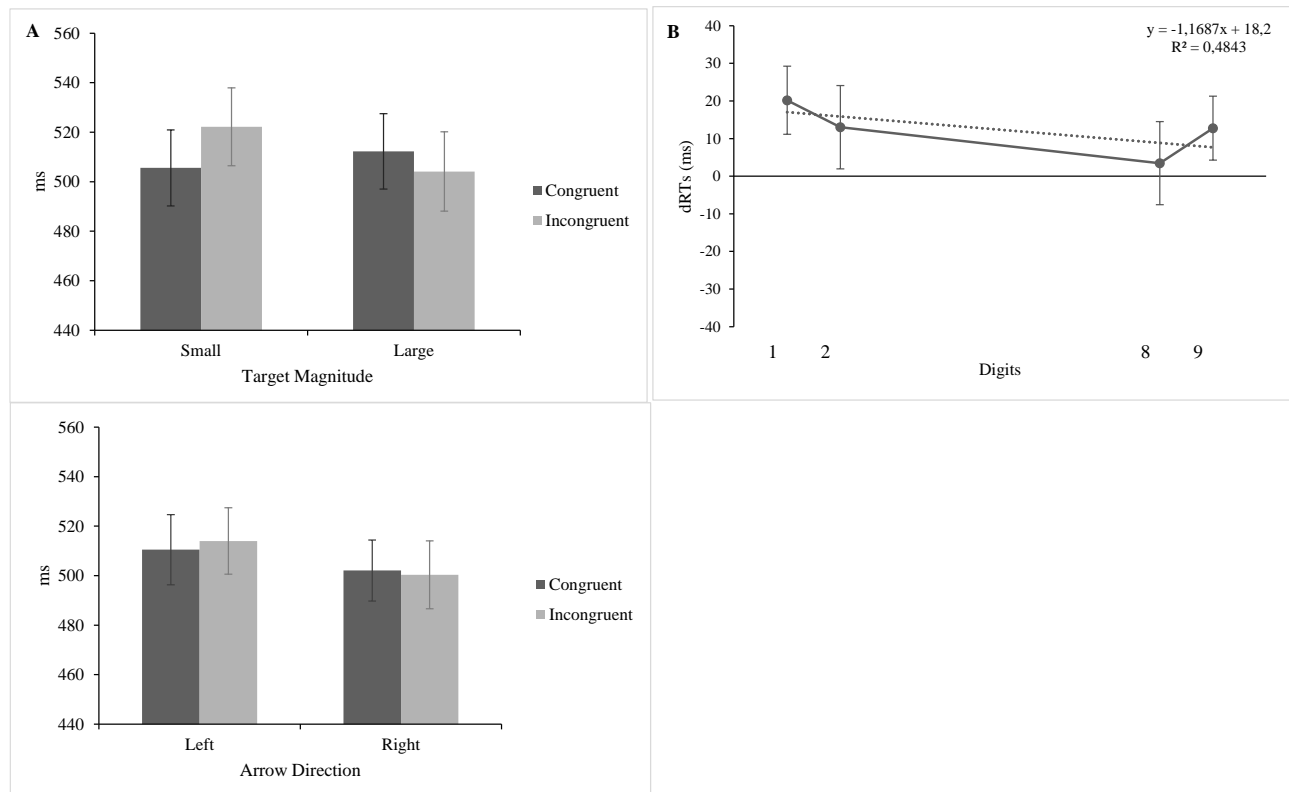 A
560
540
520
500
480
460
440
ms
Small
Large
Target Magnitude
Congruent
Incongruent
B
y = -1,1687x + 18,2
R² = 0,4843
40
30
20
10
0
-10
-20
-30
-40
dRTs (ms)
1
2
8
9
Digits
560
540
520
500
480
460
440
ms
Left
Right
Arrow Direction
Congruent
Incongruent